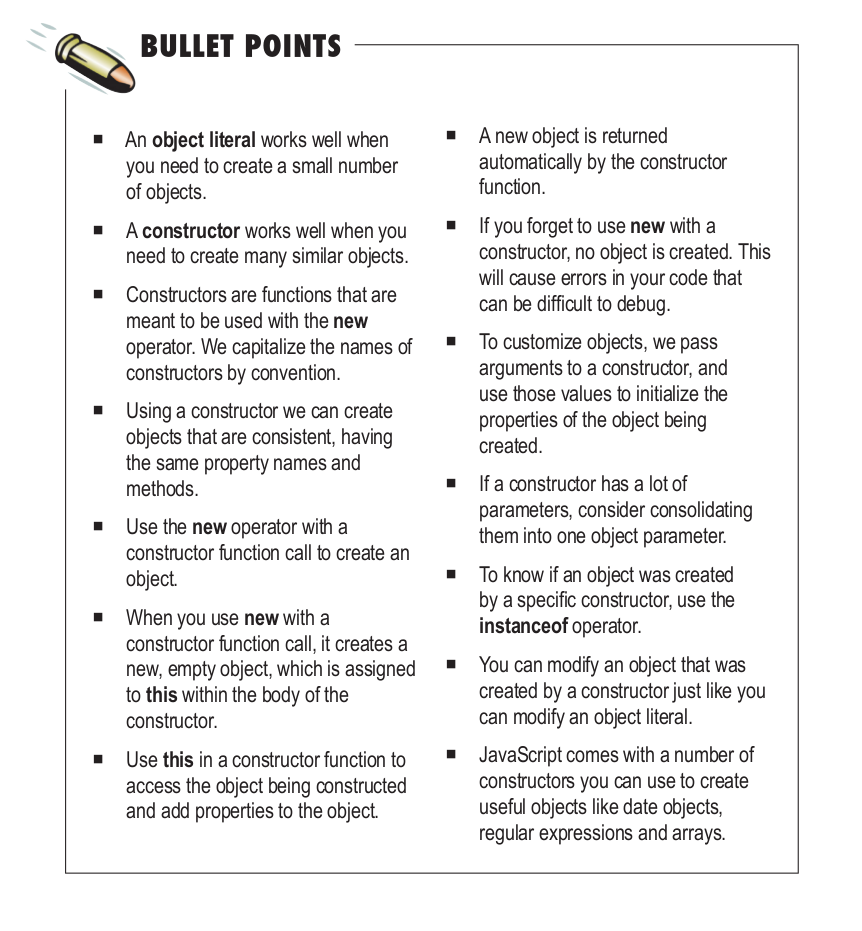 BULLET POINTS
■ An object literal works well when
you need to create a small number
of objects.
■ A constructor works well when you
need to create many similar objects.
■ Constructors are functions that are
meant to be used with the new
operator. We capitalize the names of
constructors by convention.
■ Using a constructor we can create
objects that are consistent, having
the same property names and
methods.
■ Use the new operator with a
constructor function call to create an
object.
■ When you use new with a
constructor function call, it creates a
new, empty object, which is assigned
to this within the body of the
constructor.
■ Use this in a constructor function to
access the object being constructed
and add properties to the object.
■ A new object is returned
automatically by the constructor
function.
■ If you forget to use new with a
constructor, no object is created. This
will cause errors in your code that
can be difficult to debug.
■ To customize objects, we pass
arguments to a constructor, and
use those values to initialize the
properties of the object being
created.
■ If a constructor has a lot of
parameters, consider consolidating
them into one object parameter.
■ To know if an object was created
by a specific constructor, use the
instanceof operator.
■ You can modify an object that was
created by a constructor just like you
can modify an object literal.
■ JavaScript comes with a number of
constructors you can use to create
useful objects like date objects,
regular expressions and arrays.